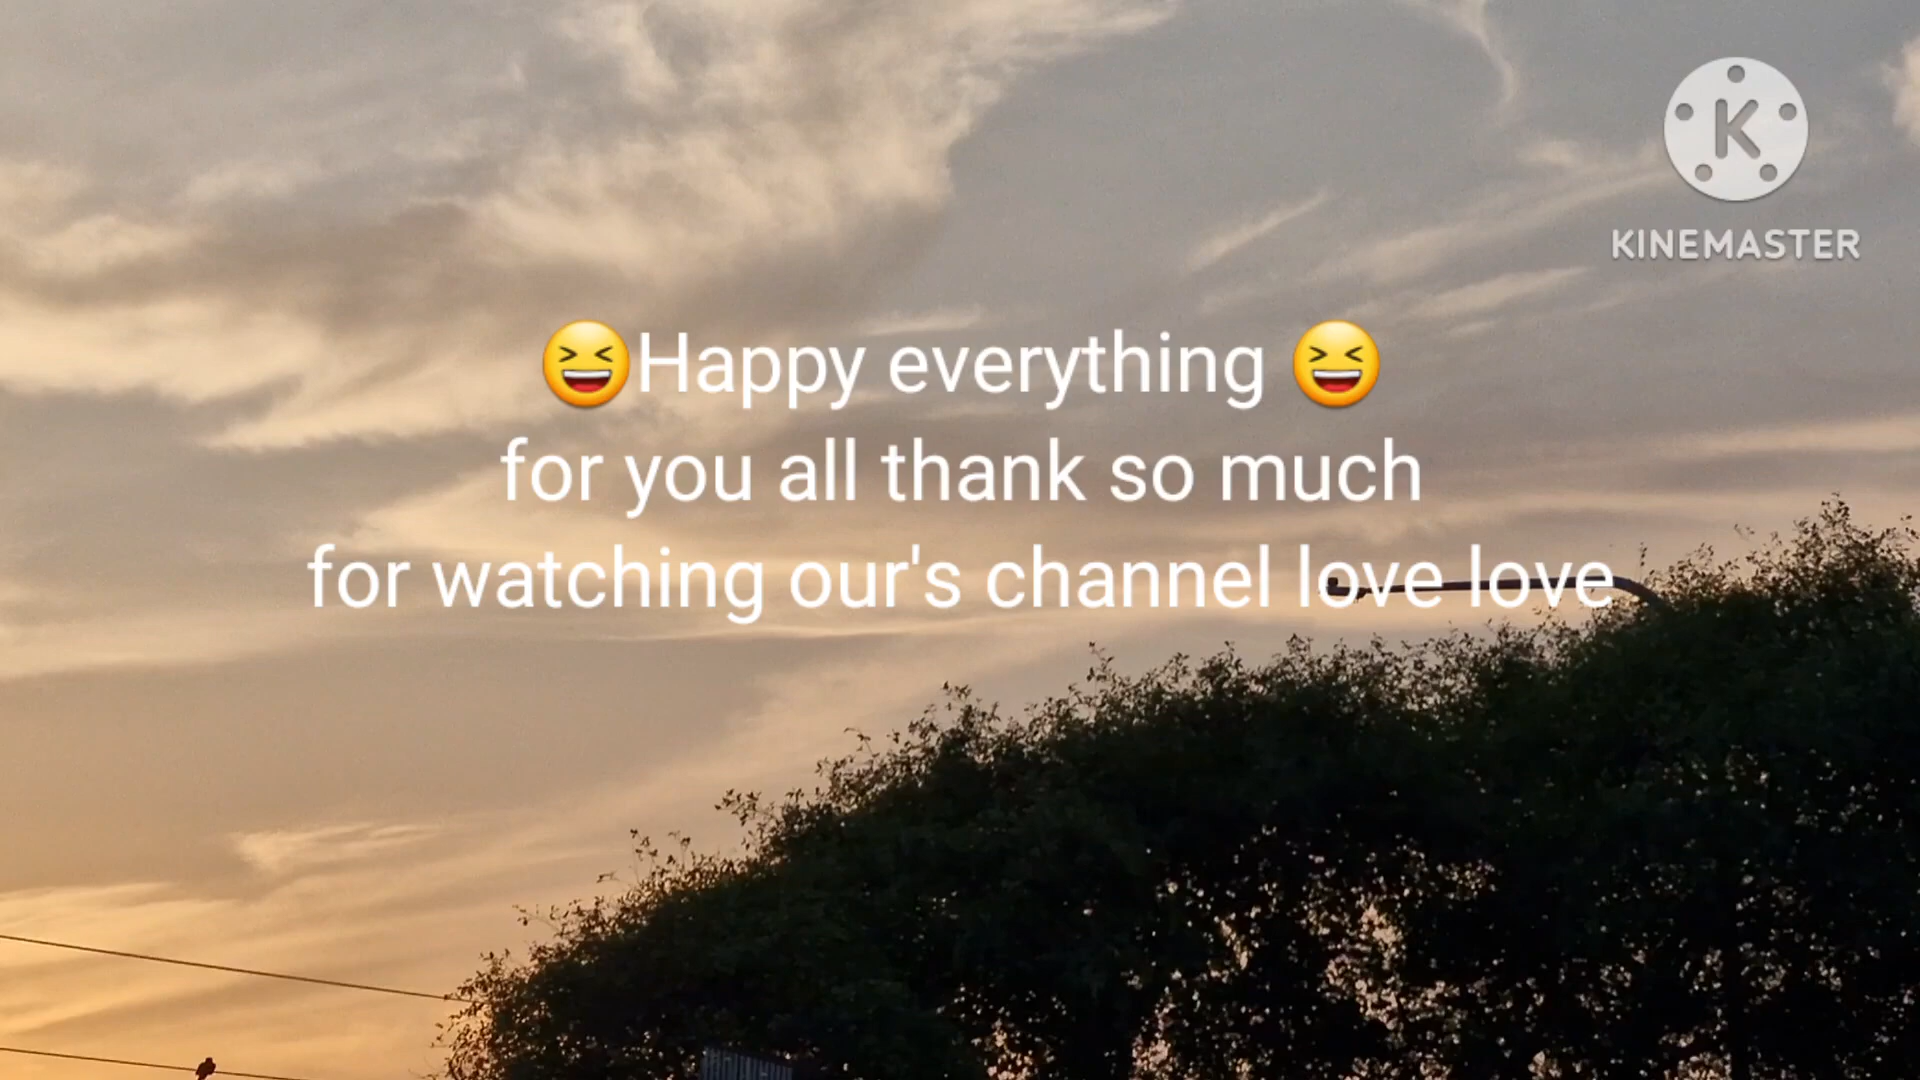 K
KINEMASTER
😆Happy everything 😆
for you all thank so much
for watching our's channel love love